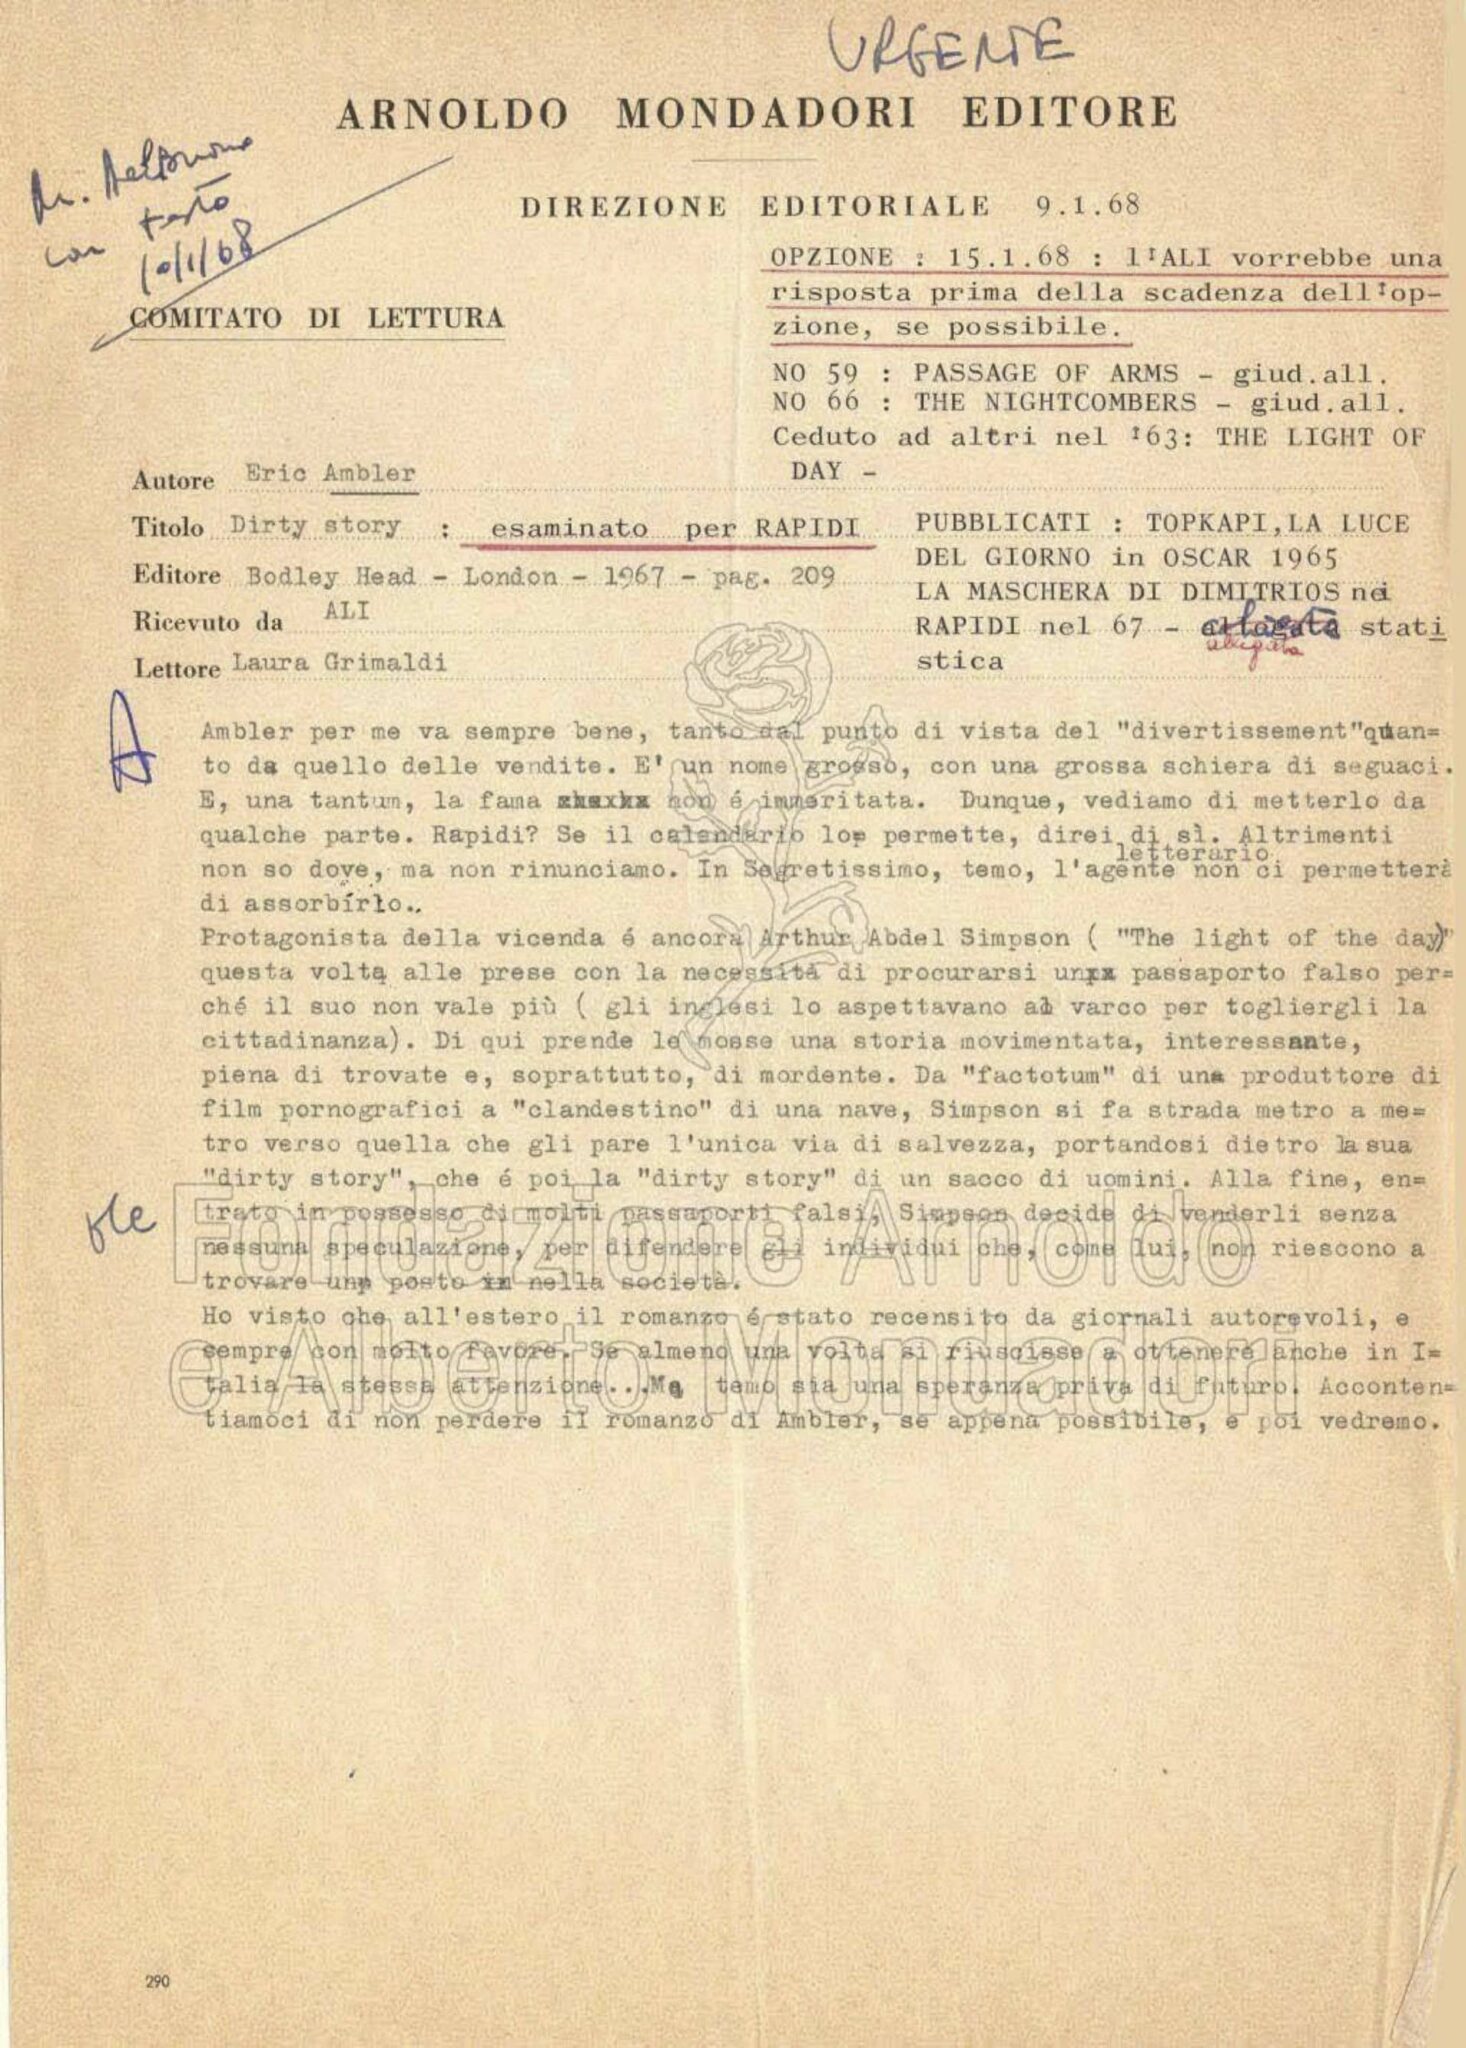 URGENTE
ARNOLDO MONDADORI EDITORE
con testo
10/1/68
DIREZIONE EDITORIALE 9.1.68
OPZIONE : 15.1.68 : l'ALI vorrebbe una
risposta prima della scadenza dell'op-
zione, se possibile.
COMITATO DI LETTURA
NO 59 : PASSAGE OF ARMS - giud.all.
NO 66 : THE NIGHTCOMBERS - giud.all.
Ceduto ad altri nel '63: THE LIGHT OF
DAY -
Autore Eric Ambler
Titolo Dirty story : esaminato per RAPIDI
Editore Bodley Head - London - 1967 - pag. 209
Ricevuto da ALI
Lettore Laura Grimaldi
PUBBLICATI : TOPKAPI,LA LUCE
DEL GIORNO in OSCAR 1965
LA MASCHERA DI DIMITRIOS nei
RAPIDI nel 67 - allegata stati
stica
A
Ambler per me va sempre bene, tanto dal punto di vista del "divertissement"quan=
to da quello delle vendite. E' un nome grosso, con una grossa schiera di seguaci.
E, una tantum, la fama non é immeritata. Dunque, vediamo di metterlo da
qualche parte. Rapidi? Se il calendario lo permette, direi di sì. Altrimenti
non so dove, ma non rinunciamo. In Segretissimo, temo, l'agente letterario non ci permetterà
di assorbirlo..
Protagonista della vicenda é ancora Arthur Abdel Simpson ( "The light of the day)"
questa volta alle prese con la necessità di procurarsi un passaporto falso per=
ché il suo non vale più ( gli inglesi lo aspettavano al varco per togliergli la
cittadinanza). Di qui prende le mosse una storia movimentata, interessante,
piena di trovate e, soprattutto, di mordente. Da "factotum" di un produttore di
film pornografici a "clandestino" di una nave, Simpson si fa strada metro a me=
tro verso quella che gli pare l'unica via di salvezza, portandosi dietro la sua
"dirty story", che é poi la "dirty story" di un sacco di uomini. Alla fine, en=
trato in possesso di molti passaporti falsi, Simpson decide di venderli senza
nessuna speculazione, per difendere gli individui che, come lui, non riescono a
trovare un posto nella società.
Ho visto che all'estero il romanzo é stato recensito da giornali autorevoli, e
sempre con molto favore. Se almeno una volta si riuscisse a ottenere anche in I=
talia la stessa attenzione...Ma temo sia una speranza priva di futuro. Acconten=
tiamoci di non perdere il romanzo di Ambler, se appena possibile, e poi vedremo.
Fondazione Arnoldo
e Alberto Mondadori
290